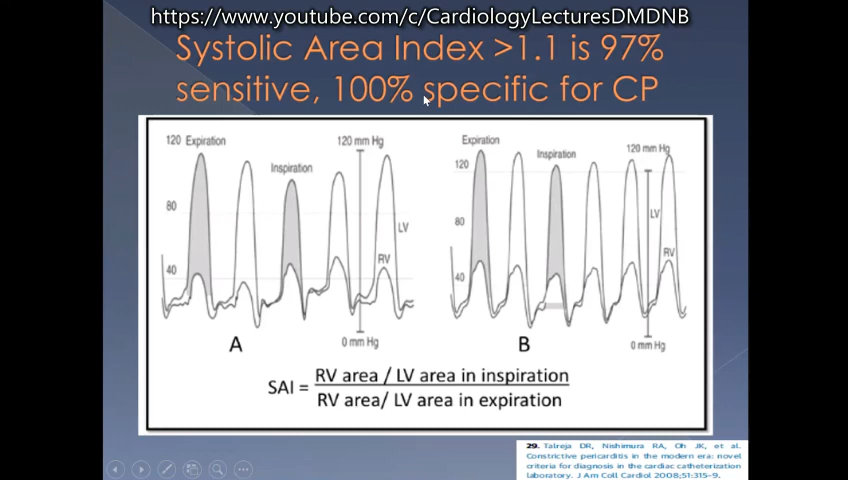 https://www.youtube.com/c/CardiologyLecturesDMDNB
Systolic Area Index >1.1 is 97%
sensitive, 100% specific for CP
120 Expiration
Inspiration
120 mm Hg
80
40
LV
RV
0 mm Hg
A
Expiration
120
Inspiration
120 mm Hg
80
40
LV
RV
0 mm Hg
B
SAI = RV area / LV area in inspiration
RV area/ LV area in expiration
29. Talreja DR, Nishimura RA, Oh JK, et al.
Constrictive pericarditis in the modern era: novel
criteria for diagnosis in the cardiac catheterization
laboratory. J Am Coll Cardiol 2008;51:315–9.